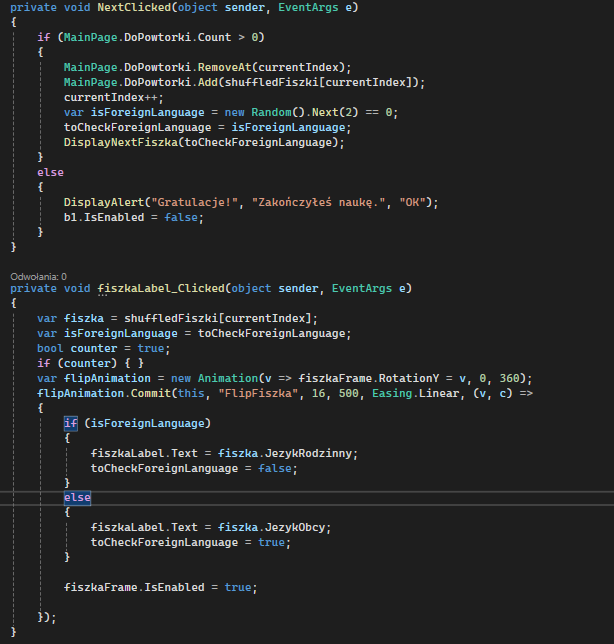 private void NextClicked(object sender, EventArgs e)
{
if (MainPage.DoPowtorki.Count > 0)
{
MainPage.DoPowtorki.RemoveAt(currentIndex);
MainPage.DoPowtorki.Add(shuffledFiszki[currentIndex]);
currentIndex++;
var isForeignLanguage = new Random().Next(2) == 0;
toCheckForeignLanguage = isForeignLanguage;
DisplayNextFiszka(toCheckForeignLanguage);
}
else
{
DisplayAlert("Gratulacje!", "Zakończyłeś naukę.", "OK");
b1.IsEnabled = false;
}
}
Odwołania: 0
private void fiszkaLabel_Clicked(object sender, EventArgs e)
{
var fiszka = shuffledFiszki[currentIndex];
var isForeignLanguage = toCheckForeignLanguage;
bool counter = true;
if (counter) { }
var flipAnimation = new Animation(v => fiszkaFrame.RotationY = v, 0, 360);
flipAnimation.Commit(this, "FlipFiszka", 16, 500, Easing.Linear, (v, c) =>
{
if (isForeignLanguage)
{
fiszkaLabel.Text = fiszka.JezykRodzinny;
toCheckForeignLanguage = false;
}
else
{
fiszkaLabel.Text = fiszka.JezykObcy;
toCheckForeignLanguage = true;
}
fiszkaFrame.IsEnabled = true;
});
}